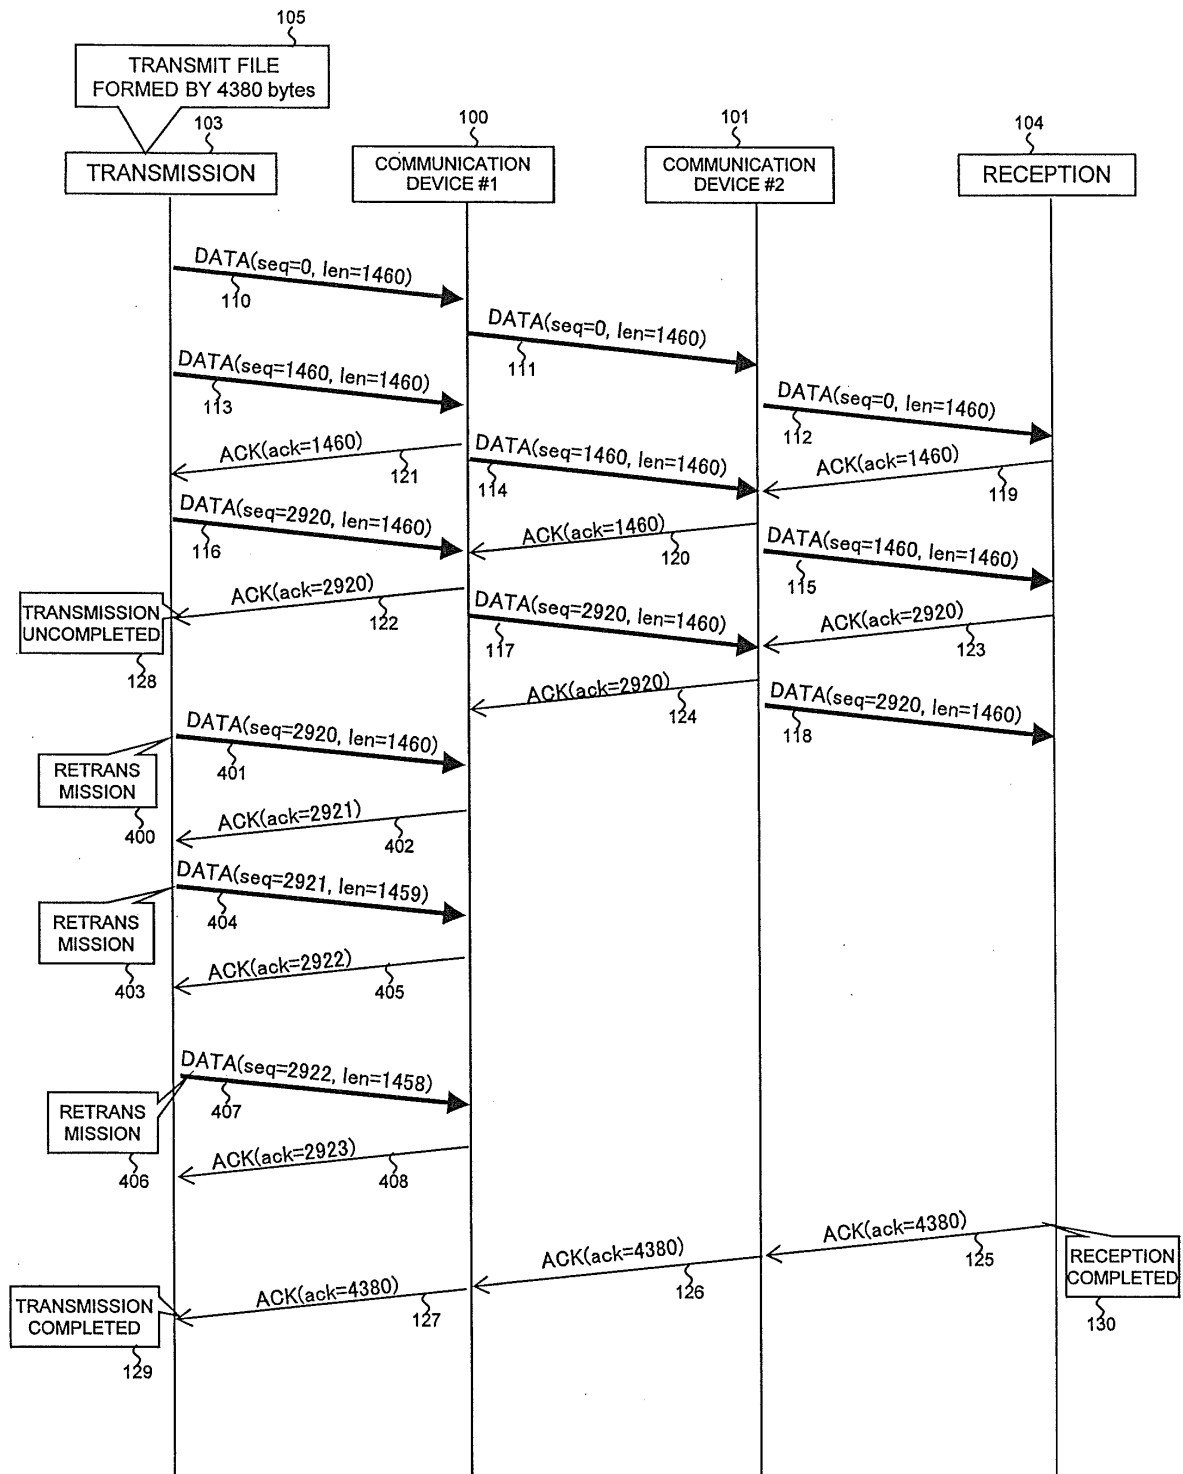 105
TRANSMIT FILE
FORMED BY 4380 bytes
103
100
101
104
TRANSMISSION
COMMUNICATION
DEVICE #1
COMMUNICATION
DEVICE #2
RECEPTION
DATA(seq=0, len=1460)
110
DATA(seq=0, len=1460)
111
DATA(seq=1460, len=1460)
113
DATA(seq=0, len=1460)
112
ACK(ack=1460)
121
DATA(seq=1460, len=1460)
114
ACK(ack=1460)
119
DATA(seq=2920, len=1460)
116
ACK(ack=1460)
120
DATA(seq=1460, len=1460)
115
TRANSMISSION
UNCOMPLETED
128
ACK(ack=2920)
122
DATA(seq=2920, len=1460)
117
ACK(ack=2920)
123
ACK(ack=2920)
124
DATA(seq=2920, len=1460)
118
DATA(seq=2920, len=1460)
401
RETRANS
MISSION
400
ACK(ack=2921)
402
DATA(seq=2921, len=1459)
404
RETRANS
MISSION
403
ACK(ack=2922)
405
DATA(seq=2922, len=1458)
407
RETRANS
MISSION
406
ACK(ack=2923)
408
ACK(ack=4380)
125
RECEPTION
COMPLETED
130
ACK(ack=4380)
126
ACK(ack=4380)
127
TRANSMISSION
COMPLETED
129